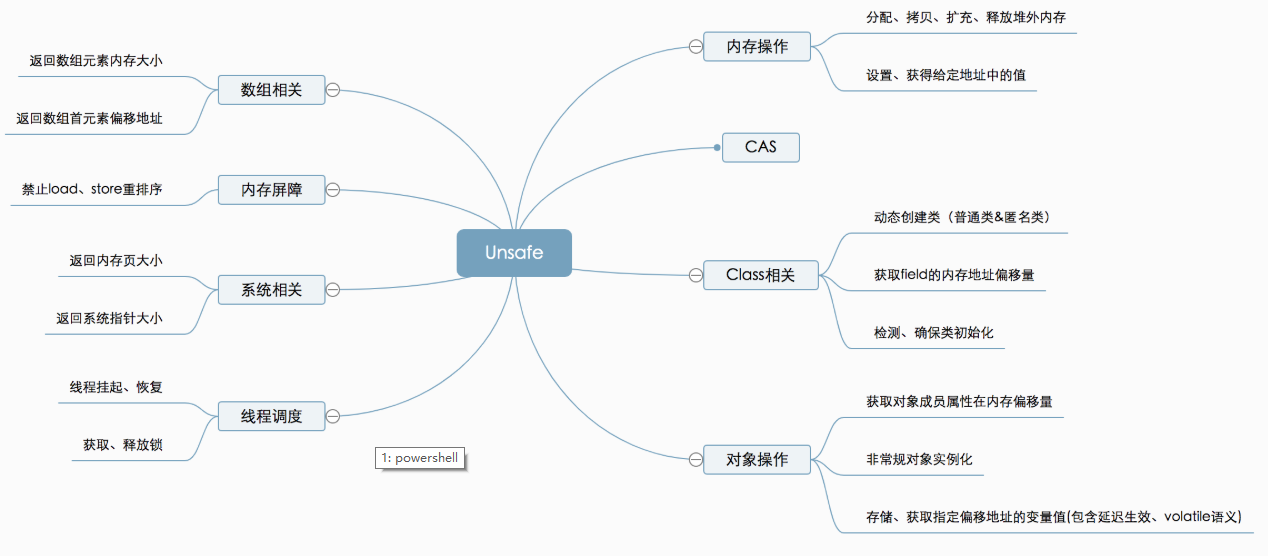 Unsafe
数组相关
返回数组元素内存大小
返回数组首元素偏移地址
内存屏障
禁止load、store重排序
系统相关
返回内存页大小
返回系统指针大小
线程调度
线程挂起、恢复
获取、释放锁
1: powershell
内存操作
分配、拷贝、扩充、释放堆外内存
设置、获得给定地址中的值
CAS
Class相关
动态创建类（普通类&匿名类）
获取field的内存地址偏移量
检测、确保类初始化
对象操作
获取对象成员属性在内存偏移量
非常规对象实例化
存储、获取指定偏移地址的变量值(包含延迟生效、volatile语义)